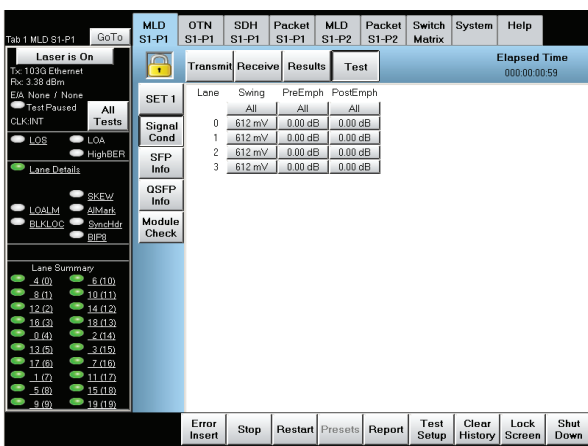 Tab 1 MLD S1-P1 GoTo
MLD S1-P1 OTN S1-P1 SDH S1-P1 Packet S1-P1 MLD S1-P2 Packet S1-P2 Switch Matrix System Help
Laser is On
Tx: 103G Ethernet
Rx: 3.38 dBm
E/A None / None
Test Paused
CLK:INT
All Tests
LOS LOA
HighBER
Lane Details
SKEW
LOALM AlMark
BLKLOC SyncHdr
BIP8
Lane Summary
4 (0) 6 (10)
8 (1) 10 (11)
12 (2) 14 (12)
16 (3) 18 (13)
0 (4) 2 (14)
13 (5) 3 (15)
17 (6) 7 (16)
1 (7) 11 (17)
5 (8) 15 (18)
9 (9) 19 (19)
Transmit Receive Results Test
Elapsed Time
000:00:00:59
SET 1
Signal Cond
SFP Info
QSFP Info
Module Check
Lane Swing PreEmph PostEmph
All All All
0 612 mV 0.00 dB 0.00 dB
1 612 mV 0.00 dB 0.00 dB
2 612 mV 0.00 dB 0.00 dB
3 612 mV 0.00 dB 0.00 dB
Error Insert Stop Restart Presets Report Test Setup Clear History Lock Screen Shut Down